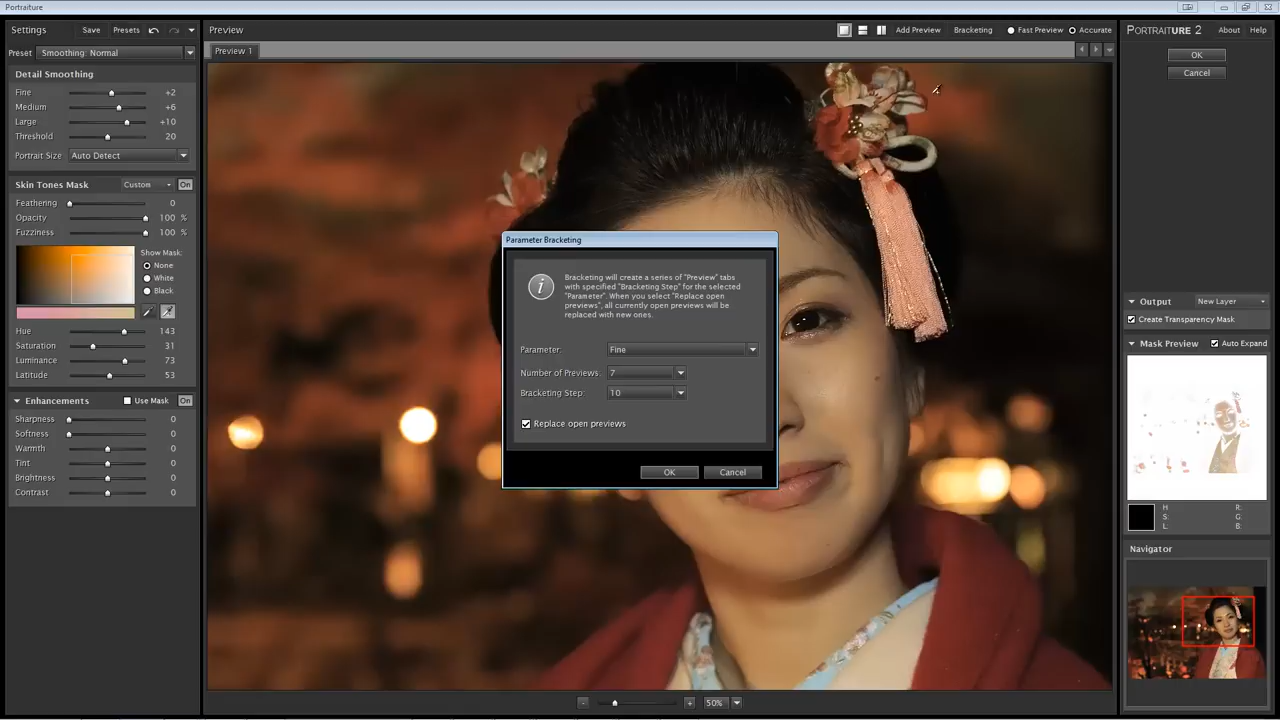 Portraiture
Settings
Save
Presets
Preview
Add Preview
Bracketing
Fast Preview
Accurate
PORTRAITURE 2
About
Help
Preset
Smoothing: Normal
Preview 1
OK
Cancel
Detail Smoothing
Fine +2
Medium +6
Large +10
Threshold 20
Portrait Size Auto Detect
Skin Tones Mask Custom On
Feathering 0
Opacity 100 %
Fuzziness 100 %
Show Mask:
None
White
Black
Hue 143
Saturation 31
Luminance 73
Latitude 53
Enhancements Use Mask On
Sharpness 0
Softness 0
Warmth 0
Tint 0
Brightness 0
Contrast 0
Parameter Bracketing
Bracketing will create a series of "Preview" tabs
with specified "Bracketing Step" for the selected
"Parameter". When you select "Replace open
previews", all currently open previews will be
replaced with new ones.
Parameter: Fine
Number of Previews: 7
Bracketing Step: 10
Replace open previews
OK
Cancel
50%
Output New Layer
Create Transparency Mask
Mask Preview Auto Expand
H R:
S: G:
L: B:
Navigator